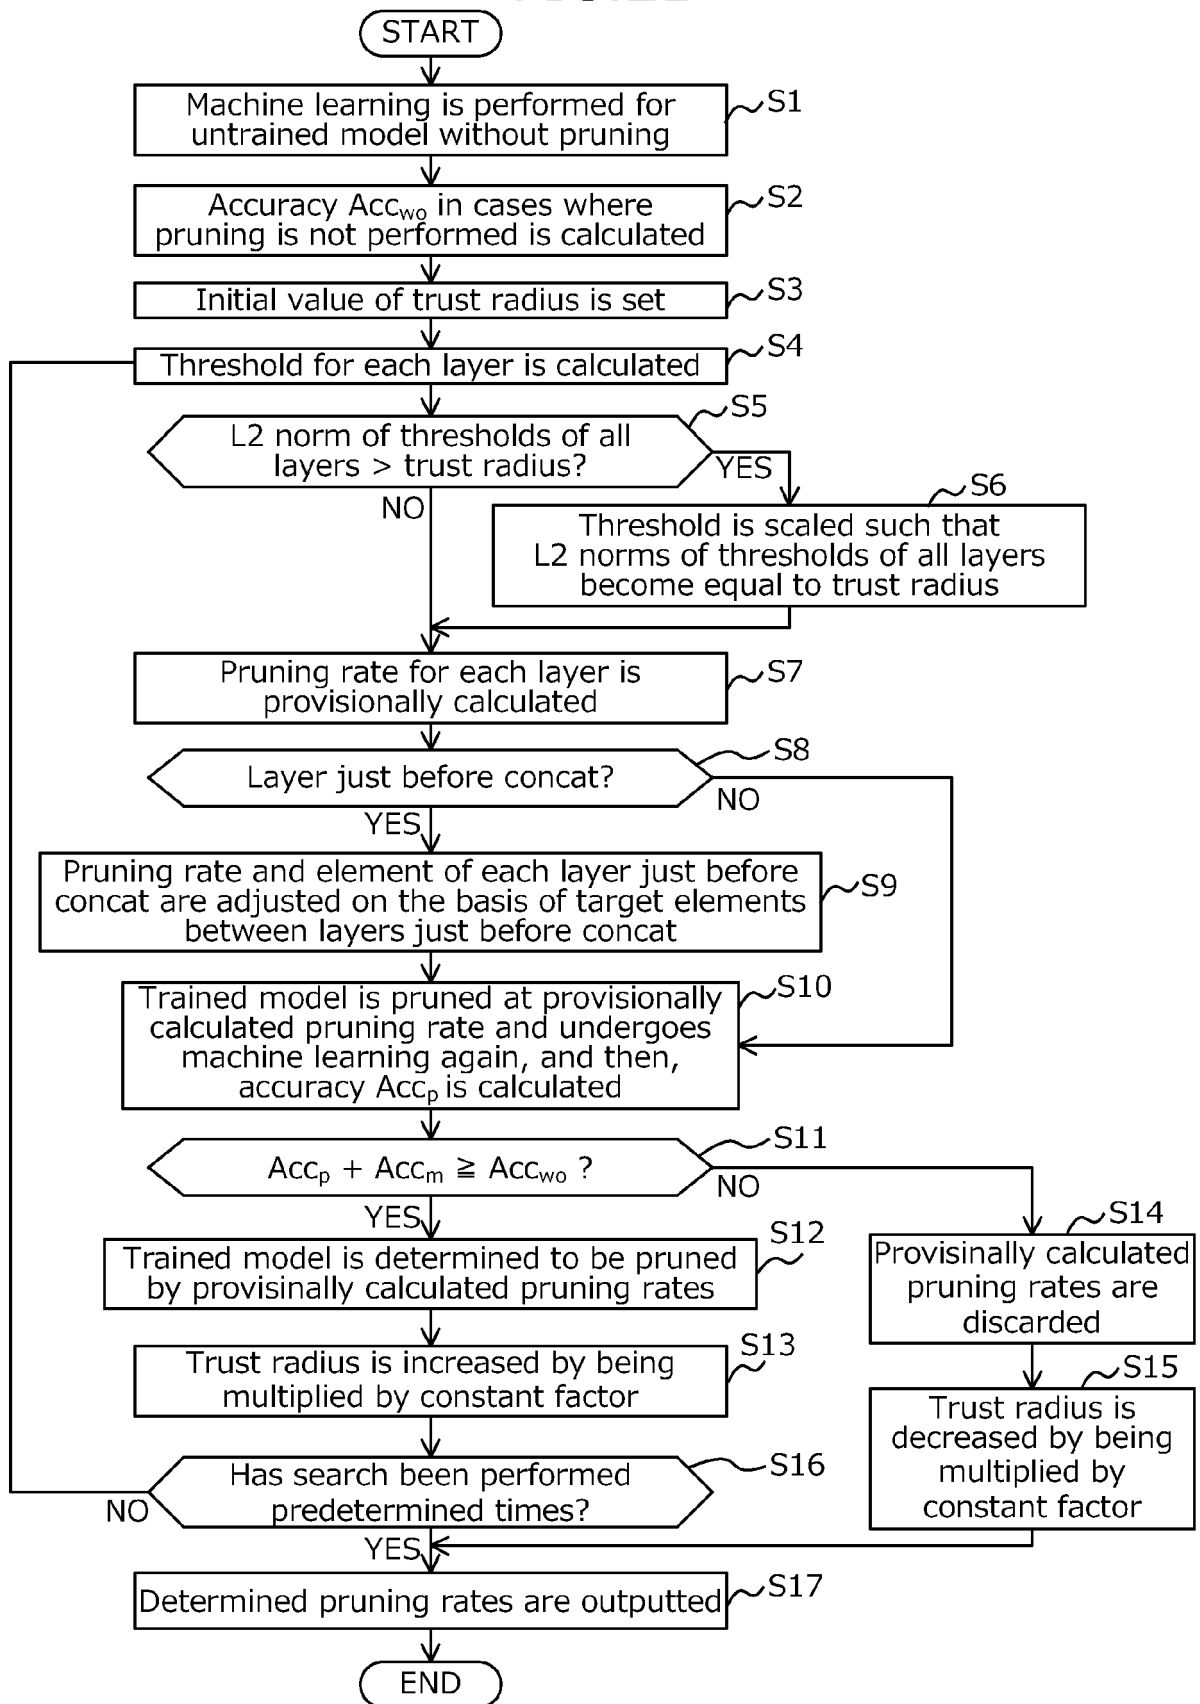 START
Machine learning is performed for
untrained model without pruning
S1
Accuracy Accwo in cases where
pruning is not performed is calculated
S2
Initial value of trust radius is set
S3
Threshold for each layer is calculated
S4
L2 norm of thresholds of all
layers > trust radius?
S5
YES
NO
Threshold is scaled such that
L2 norms of thresholds of all layers
become equal to trust radius
S6
Pruning rate for each layer is
provisionally calculated
S7
Layer just before concat?
S8
NO
YES
Pruning rate and element of each layer just before
concat are adjusted on the basis of target elements
between layers just before concat
S9
Trained model is pruned at provisionally
calculated pruning rate and undergoes
machine learning again, and then,
accuracy Accp is calculated
S10
Accp + Accm ≧ Accwo ?
S11
NO
YES
Trained model is determined to be pruned
by provisinally calculated pruning rates
S12
Trust radius is increased by being
multiplied by constant factor
S13
Provisinally calculated
pruning rates are
discarded
S14
Trust radius is
decreased by being
multiplied by
constant factor
S15
Has search been performed
predetermined times?
S16
NO
YES
Determined pruning rates are outputted
S17
END